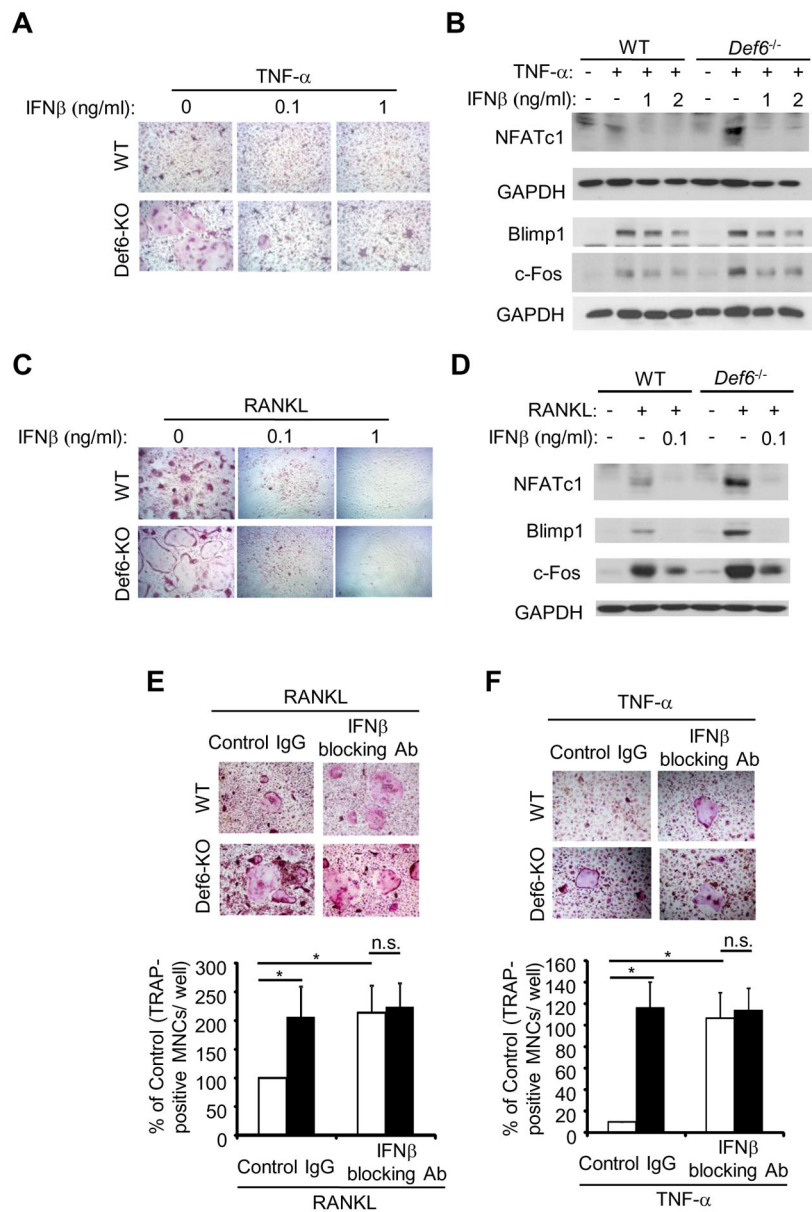 A
TNF-α
IFNβ (ng/ml): 0 0.1 1
WT
Def6-KO
B
WT Def6-/-
TNF-α: - + + + - + + +
IFNβ (ng/ml): - - 1 2 - - 1 2
NFATc1
GAPDH
Blimp1
c-Fos
GAPDH
C
RANKL
IFNβ (ng/ml): 0 0.1 1
WT
Def6-KO
D
WT Def6-/-
RANKL: - + + - + +
IFNβ (ng/ml): - - 0.1 - - 0.1
NFATc1
Blimp1
c-Fos
GAPDH
E
RANKL
Control IgG IFNβ blocking Ab
WT
Def6-KO
% of Control (TRAP-
positive MNCs/ well)
300
250
200
150
100
50
0
*
*
n.s.
Control IgG IFNβ blocking Ab
RANKL
F
TNF-α
Control IgG IFNβ blocking Ab
WT
Def6-KO
% of Control (TRAP-
positive MNCs/ well)
160
140
120
100
80
60
40
20
0
*
*
n.s.
Control IgG IFNβ blocking Ab
TNF-α